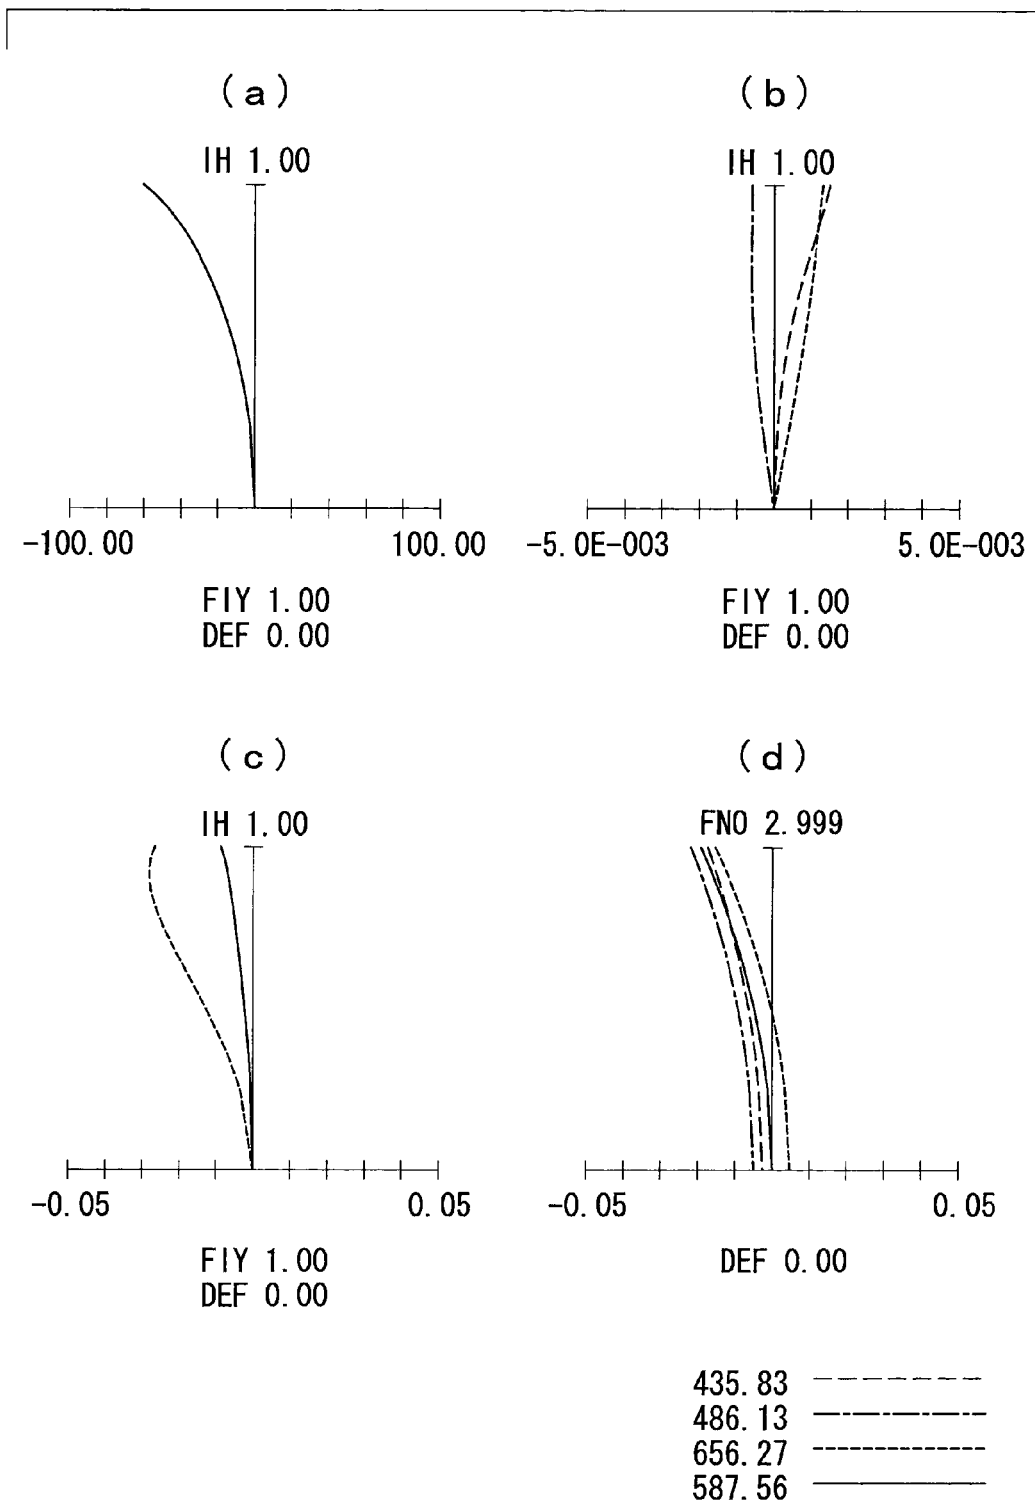 (a)
IH 1.00
-100.00 100.00
FIY 1.00
DEF 0.00
(b)
IH 1.00
-5.0E-003 5.0E-003
FIY 1.00
DEF 0.00
(c)
IH 1.00
-0.05 0.05
FIY 1.00
DEF 0.00
(d)
FNO 2.999
-0.05 0.05
DEF 0.00
435.83
486.13
656.27
587.56